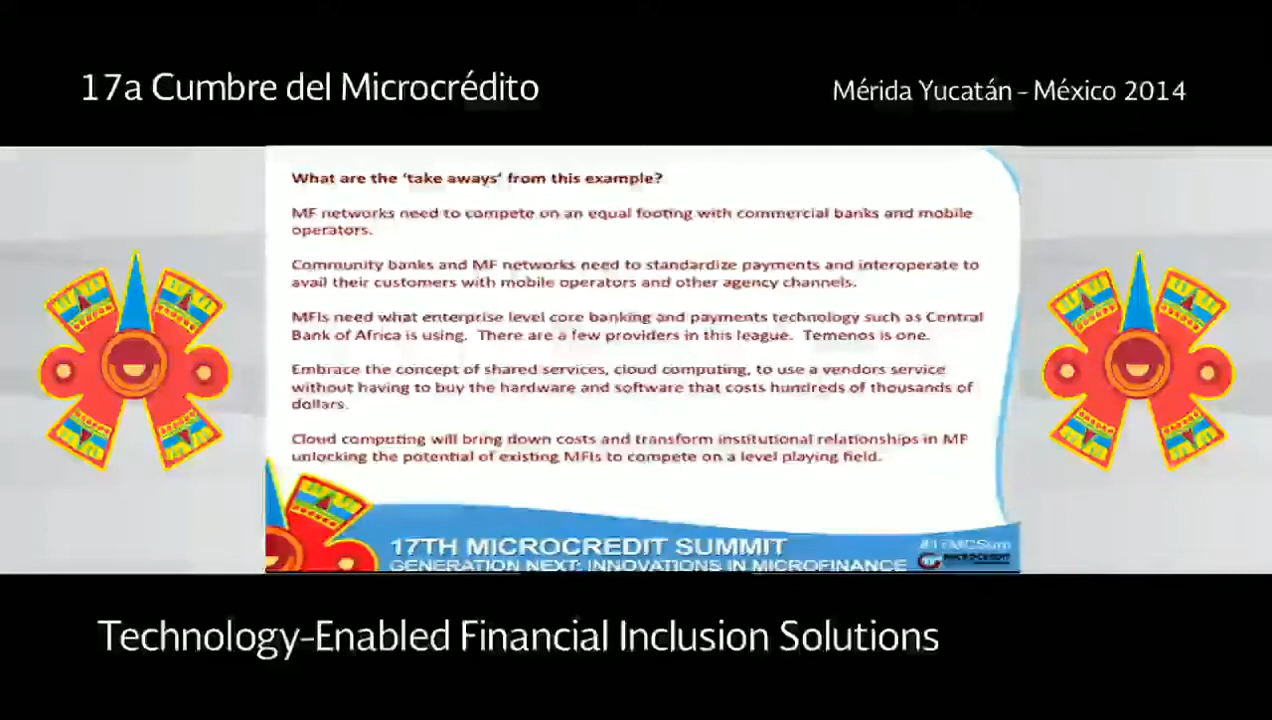 17a Cumbre del Microcrédito
Mérida Yucatán - México 2014
What are the 'take aways' from this example?
MF networks need to compete on an equal footing with commercial banks and mobile
operators.
Community banks and MF networks need to standardize payments and interoperate to
avail their customers with mobile operators and other agency channels.
MFIs need what enterprise level core banking and payments technology such as Central
Bank of Africa is using. There are a few providers in this league. Temenos is one.
Embrace the concept of shared services, cloud computing, to use a vendors service
without having to buy the hardware and software that costs hundreds of thousands of
dollars.
Cloud computing will bring down costs and transform institutional relationships in MF
unlocking the potential of existing MFIs to compete on a level playing field.
17TH MICROCREDIT SUMMIT
GENERATION NEXT: INNOVATIONS IN MICROFINANCE
#17MCSum
MICROCREDIT
Technology-Enabled Financial Inclusion Solutions